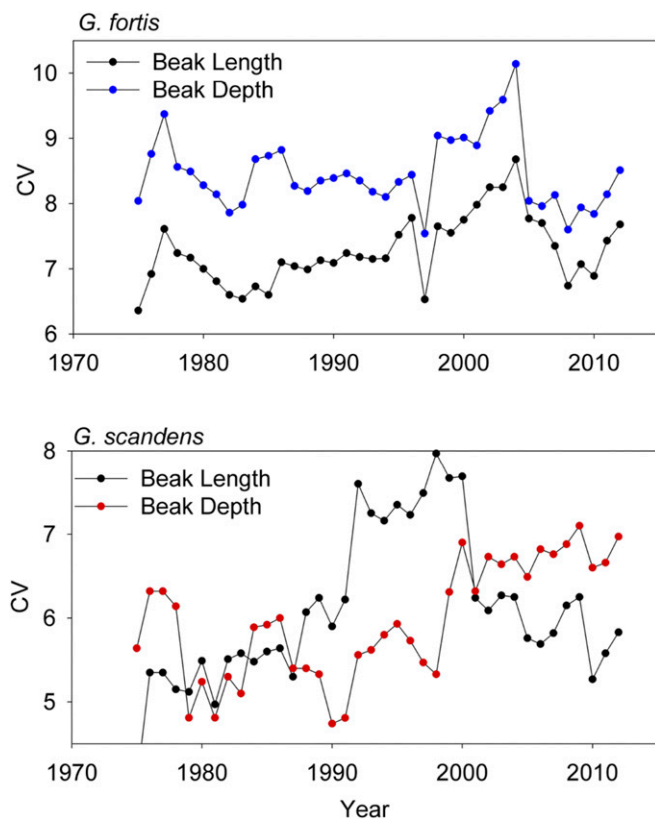 G. fortis
Beak Length
Beak Depth
CV
10
9
8
7
6
1970 1980 1990 2000 2010
G. scandens
Beak Length
Beak Depth
CV
8
7
6
5
1970 1980 1990 2000 2010
Year